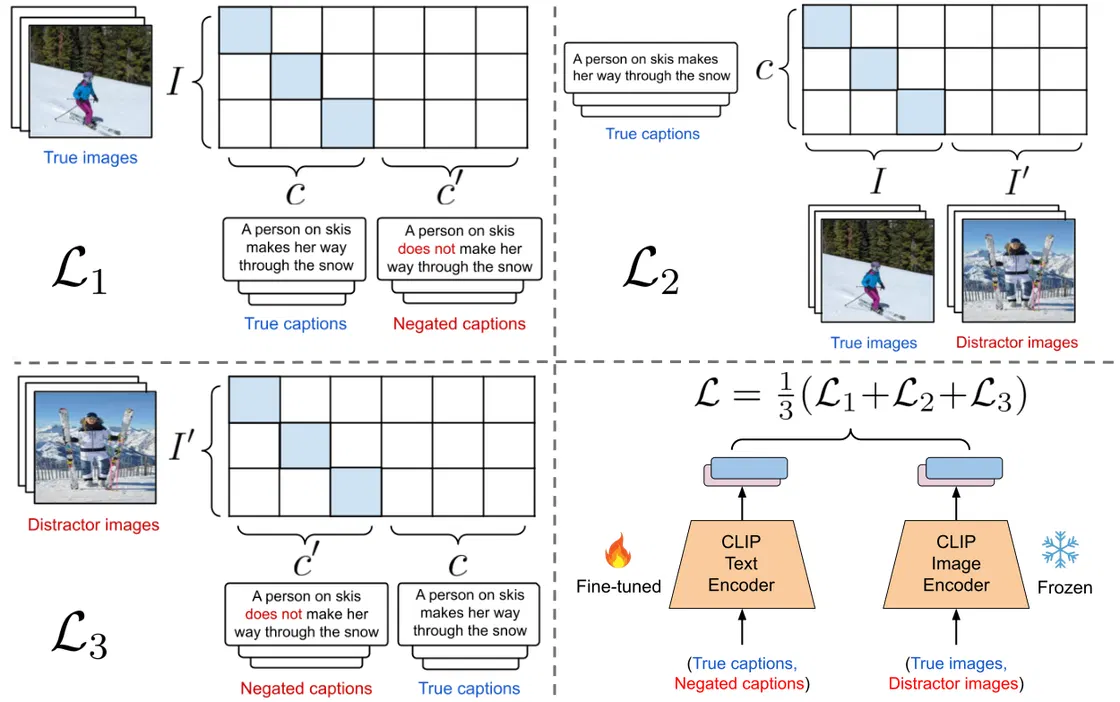 I
True images
c
c′
A person on skis
makes her way
through the snow
A person on skis
does not make her
way through the snow
True captions
Negated captions
ℒ1
A person on skis makes
her way through the snow
True captions
c
I
I′
ℒ2
True images
Distractor images
I′
Distractor images
c′
c
A person on skis
does not make her
way through the snow
A person on skis
makes her way
through the snow
ℒ3
Negated captions
True captions
ℒ = 1/3(ℒ1+ℒ2+ℒ3)
CLIP
Text
Encoder
Fine-tuned
CLIP
Image
Encoder
Frozen
(True captions,
Negated captions)
(True images,
Distractor images)